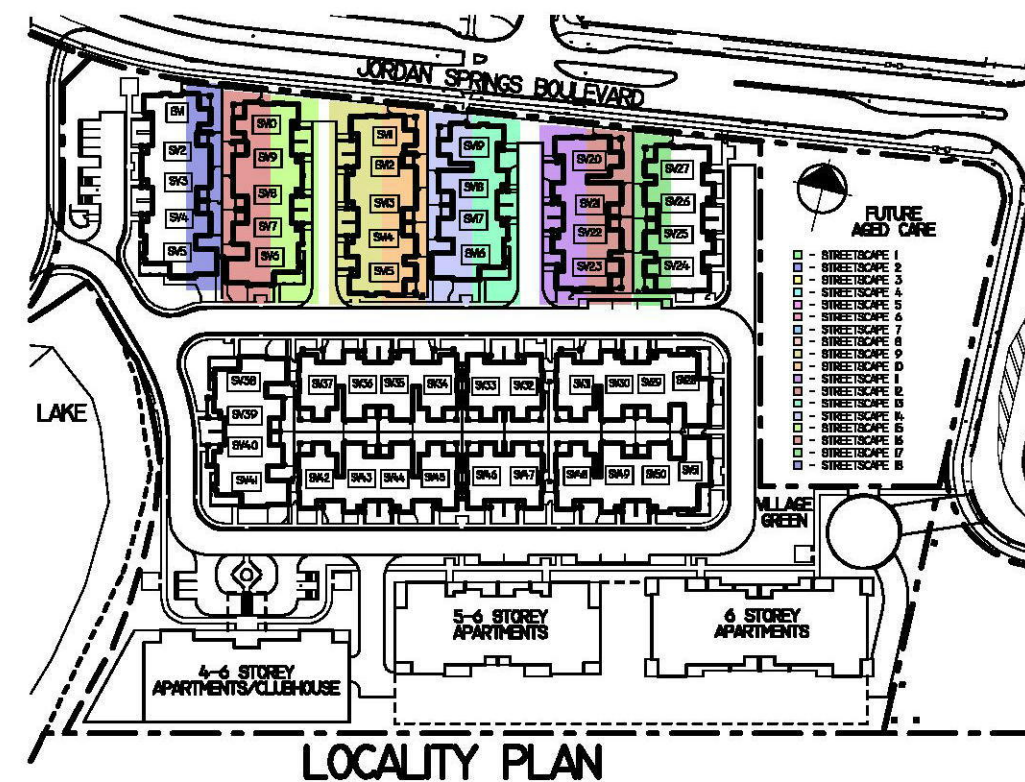 JORDAN SPRINGS BOULEVARD
SV1
SV2
SV3
SV4
SV5
SV10
SV9
SV8
SV7
SV6
SV11
SV12
SV13
SV14
SV15
SV19
SV18
SV17
SV16
SV20
SV21
SV22
SV23
SV27
SV26
SV25
SV24
FUTURE
AGED CARE
- STREETSCAPE 1
- STREETSCAPE 2
- STREETSCAPE 3
- STREETSCAPE 4
- STREETSCAPE 5
- STREETSCAPE 6
- STREETSCAPE 7
- STREETSCAPE 8
- STREETSCAPE 9
- STREETSCAPE 10
- STREETSCAPE 11
- STREETSCAPE 12
- STREETSCAPE 13
- STREETSCAPE 14
- STREETSCAPE 15
- STREETSCAPE 16
- STREETSCAPE 17
- STREETSCAPE 18
LAKE
SV38
SV39
SV40
SV41
SV37
SV36
SV35
SV34
SV33
SV32
SV31
SV30
SV29
SV28
SV42
SV43
SV44
SV45
SV46
SV47
SV48
SV49
SV50
SV51
VILLAGE
GREEN
4-6 STOREY
APARTMENTS/CLUBHOUSE
5-6 STOREY
APARTMENTS
6 STOREY
APARTMENTS
LOCALITY PLAN